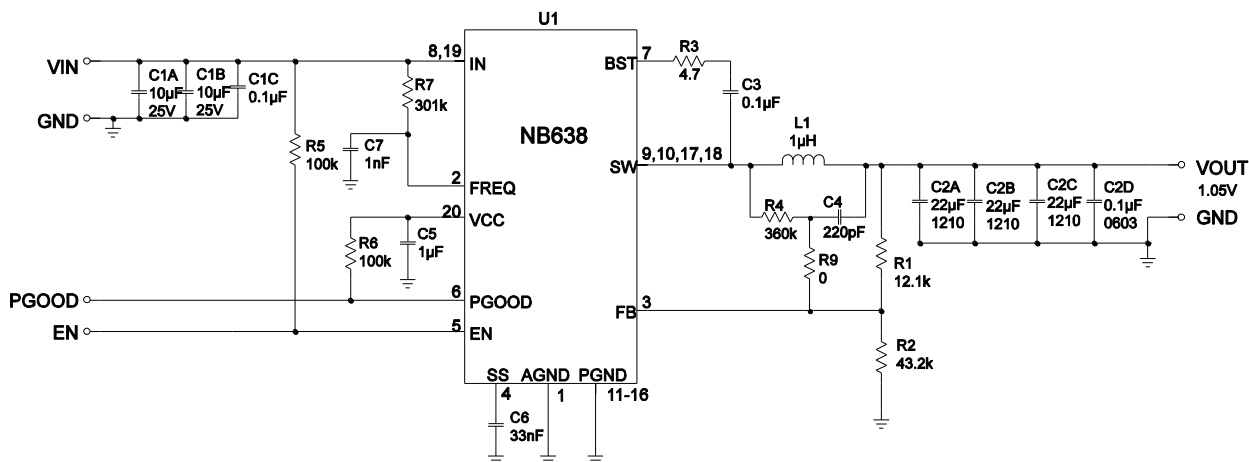 U1
NB638
VIN
GND
C1A
10µF
25V
C1B
10µF
25V
C1C
0.1µF
R5
100k
R7
301k
C7
1nF
R6
100k
C5
1µF
PGOOD
EN
8,19
IN
2
FREQ
20
VCC
6
PGOOD
5
EN
SS
4
AGND
1
PGND
11-16
C6
33nF
BST
7
R3
4.7
C3
0.1µF
SW
9,10,17,18
L1
1µH
R4
360k
C4
220pF
R9
0
FB
3
R1
12.1k
R2
43.2k
C2A
22µF
1210
C2B
22µF
1210
C2C
22µF
1210
C2D
0.1µF
0603
VOUT
1.05V
GND